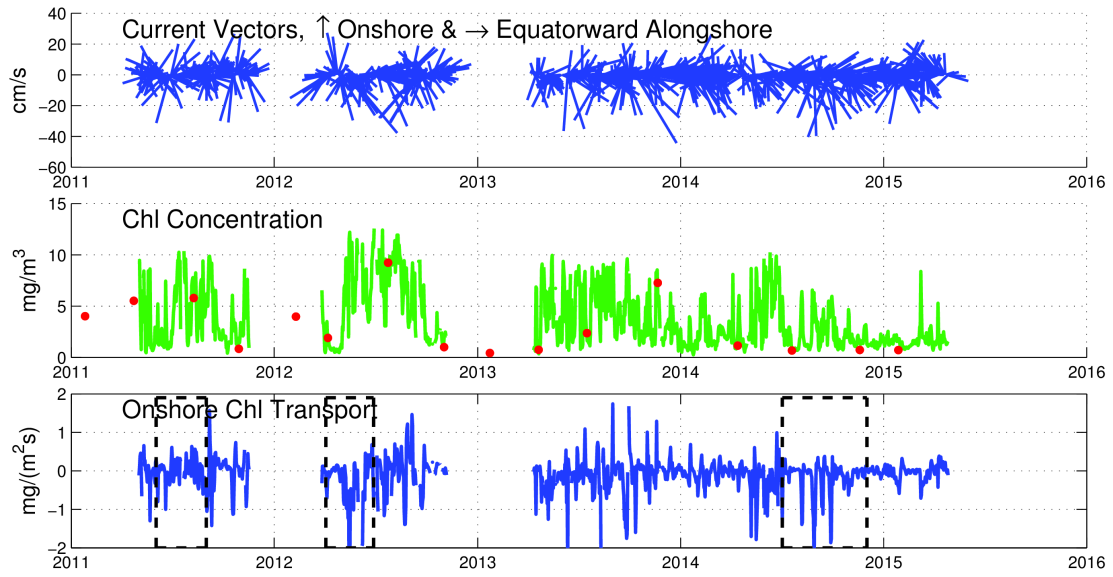 Current Vectors, ↑ Onshore & → Equatorward Alongshore
40
20
0
−20
−40
−60
cm/s
2011 2012 2013 2014 2015 2016
Chl Concentration
15
10
5
0
mg/m³
2011 2012 2013 2014 2015 2016
Onshore Chl Transport
2
1
0
−1
−2
mg/(m²s)
2011 2012 2013 2014 2015 2016